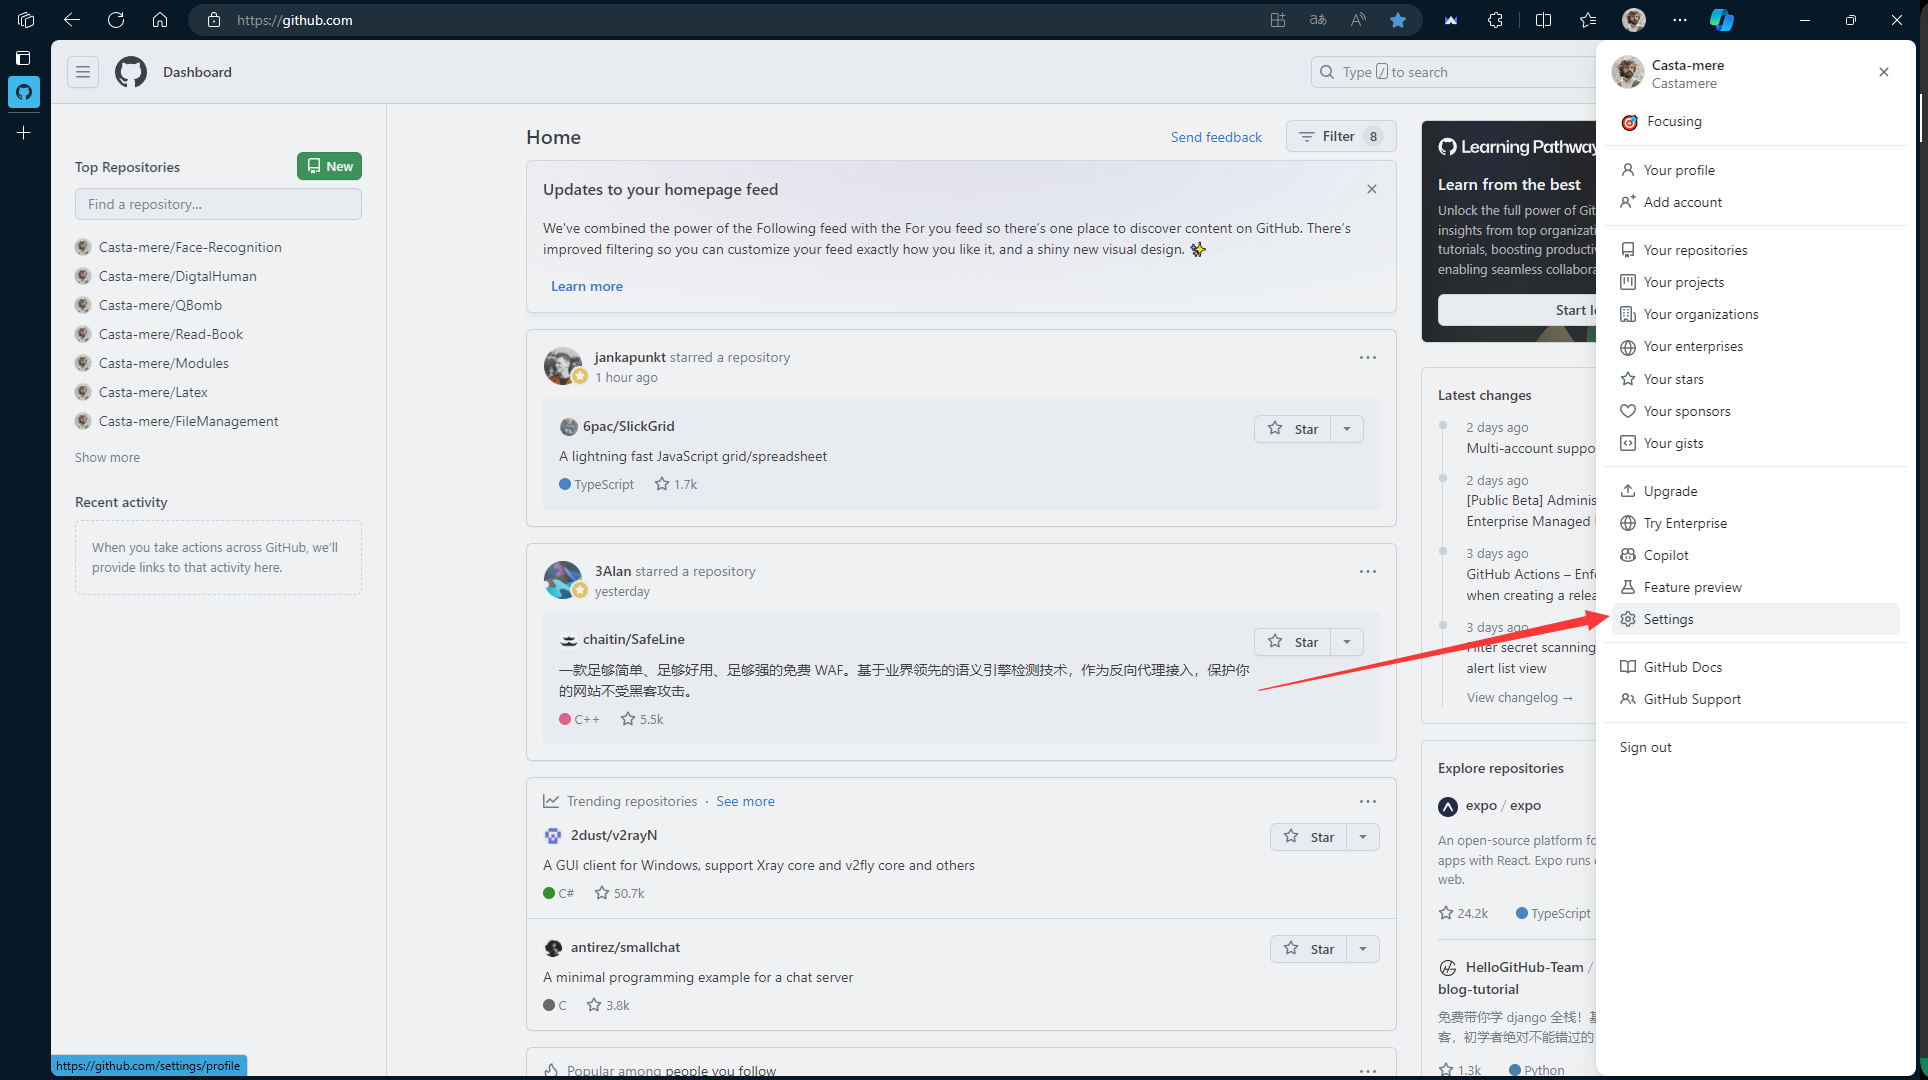 https://github.com
Dashboard
Type / to search
Top Repositories
New
Find a repository...
Casta-mere/Face-Recognition
Casta-mere/DigtalHuman
Casta-mere/QBomb
Casta-mere/Read-Book
Casta-mere/Modules
Casta-mere/Latex
Casta-mere/FileManagement
Show more
Recent activity
When you take actions across GitHub, we'll
provide links to that activity here.
Home
Send feedback
Filter 8
Updates to your homepage feed
We've combined the power of the Following feed with the For you feed so there's one place to discover content on GitHub. There's
improved filtering so you can customize your feed exactly how you like it, and a shiny new visual design. ✨
Learn more
jankapunkt starred a repository
1 hour ago
6pac/SlickGrid
Star
A lightning fast JavaScript grid/spreadsheet
TypeScript 1.7k
3Alan starred a repository
yesterday
chaitin/SafeLine
Star
一款足够简单、足够好用、足够强的免费 WAF。基于业界领先的语义引擎检测技术，作为反向代理接入，保护你
的网站不受黑客攻击。
C++ 5.5k
Trending repositories · See more
2dust/v2rayN
Star
A GUI client for Windows, support Xray core and v2fly core and others
C# 50.7k
antirez/smallchat
Star
A minimal programming example for a chat server
C 3.8k
Popular among people you follow
Learning Pathway
Learn from the best
Unlock the full power of Git
insights from top organizatio
tutorials, boosting productiv
enabling seamless collabora
Start l
Latest changes
2 days ago
Multi-account suppo
2 days ago
[Public Beta] Adminis
Enterprise Managed
3 days ago
GitHub Actions – Enf
when creating a relea
3 days ago
Filter secret scanning
alert list view
View changelog →
Explore repositories
expo / expo
An open-source platform fo
apps with React. Expo runs
web.
24.2k TypeScript
HelloGitHub-Team /
blog-tutorial
免费带你学 django 全栈！基
客，初学者绝对不能错过的
1.3k Python
Casta-mere
Castamere
Focusing
Your profile
Add account
Your repositories
Your projects
Your organizations
Your enterprises
Your stars
Your sponsors
Your gists
Upgrade
Try Enterprise
Copilot
Feature preview
Settings
GitHub Docs
GitHub Support
Sign out
https://github.com/settings/profile